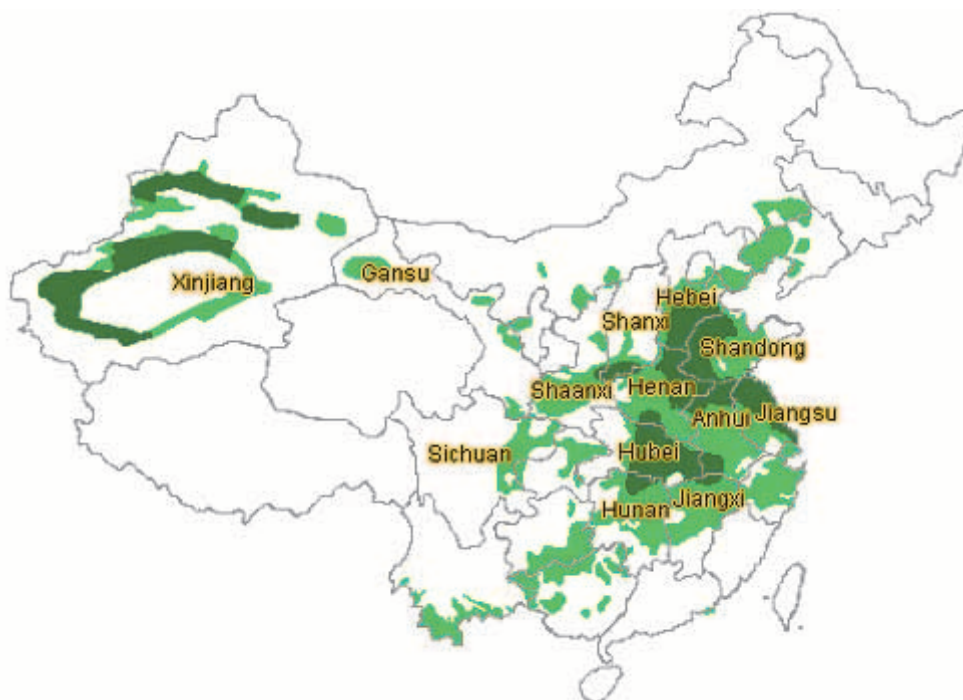 Xinjiang
Gansu
Hebei
Shanxi
Shandong
Shaanxi
Henan
Anhui
Jiangsu
Sichuan
Hubei
Hunan
Jiangxi